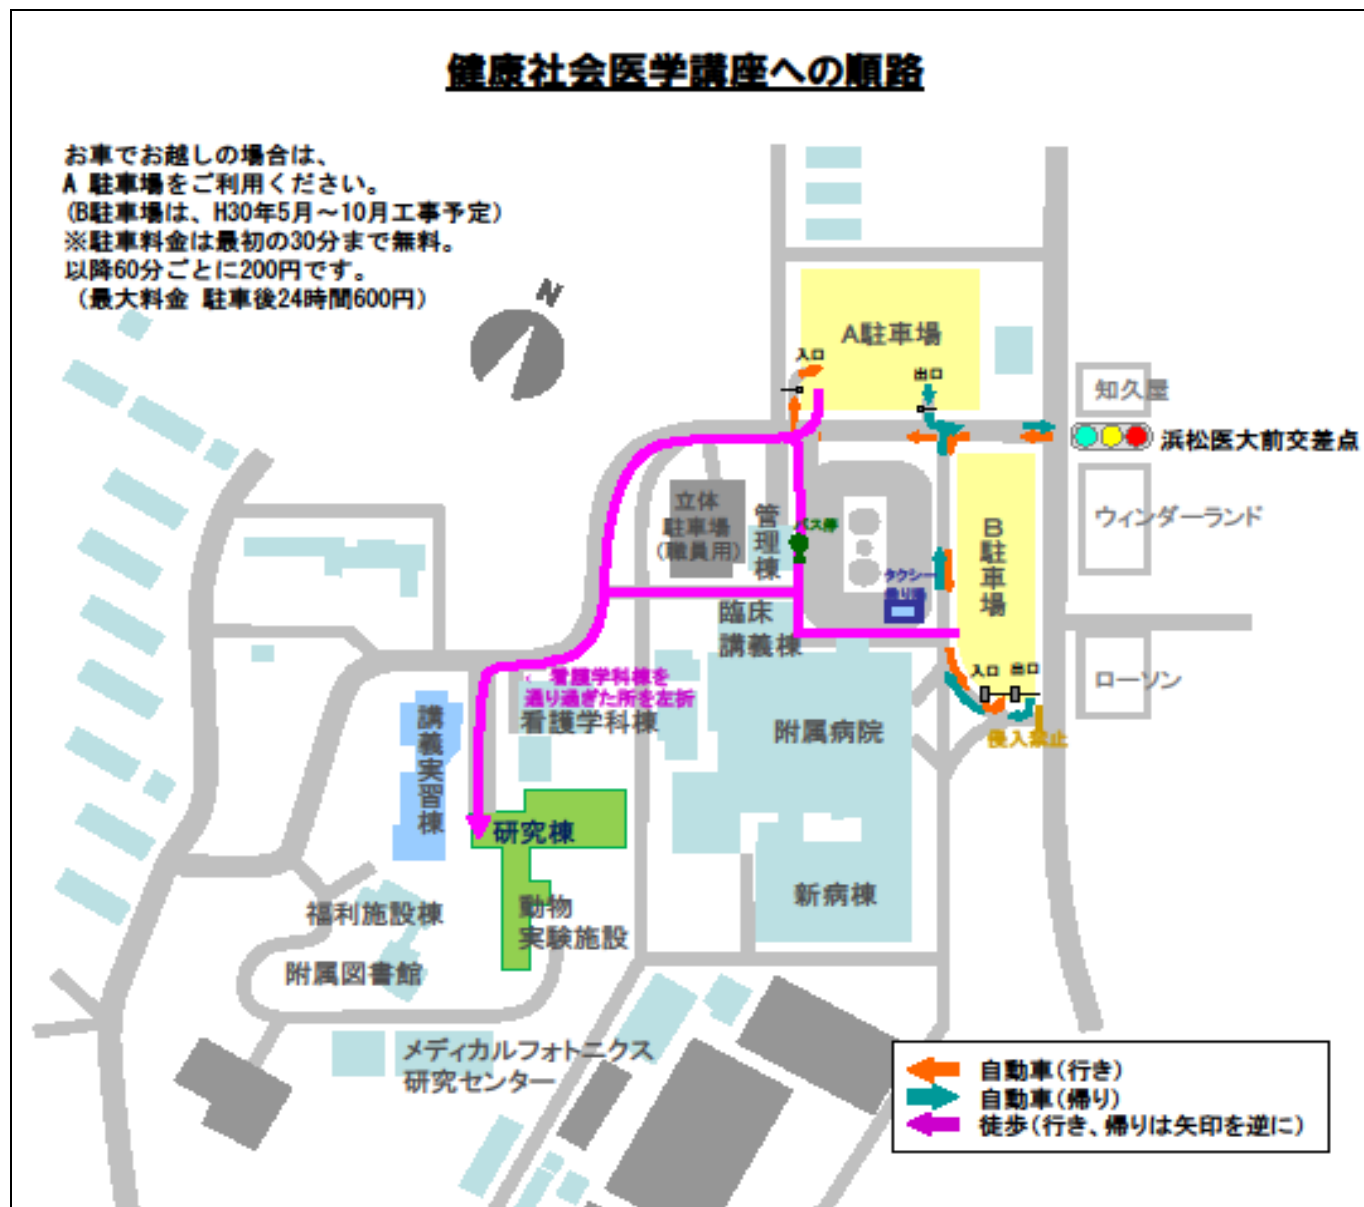 健康社会医学講座への順路
お車でお越しの場合は、
A 駐車場をご利用ください。
(B駐車場は、H30年5月～10月工事予定)
※駐車料金は最初の30分まで無料。
以降60分ごとに200円です。
(最大料金 駐車後24時間600円)
N
A駐車場
入口
出口
知久屋
浜松医大前交差点
立体
駐車場
(職員用)
管理棟
バス停
B駐車場
ウィンダーランド
タクシー
臨床
講義棟
入口 出口
ローソン
← 看護学科棟を
通り過ぎた所を左折
看護学科棟
講義実習棟
附属病院
侵入禁止
研究棟
新病棟
動物
実験施設
福利施設棟
附属図書館
メディカルフォトニクス
研究センター
自動車(行き)
自動車(帰り)
徒歩(行き、帰りは矢印を逆に)